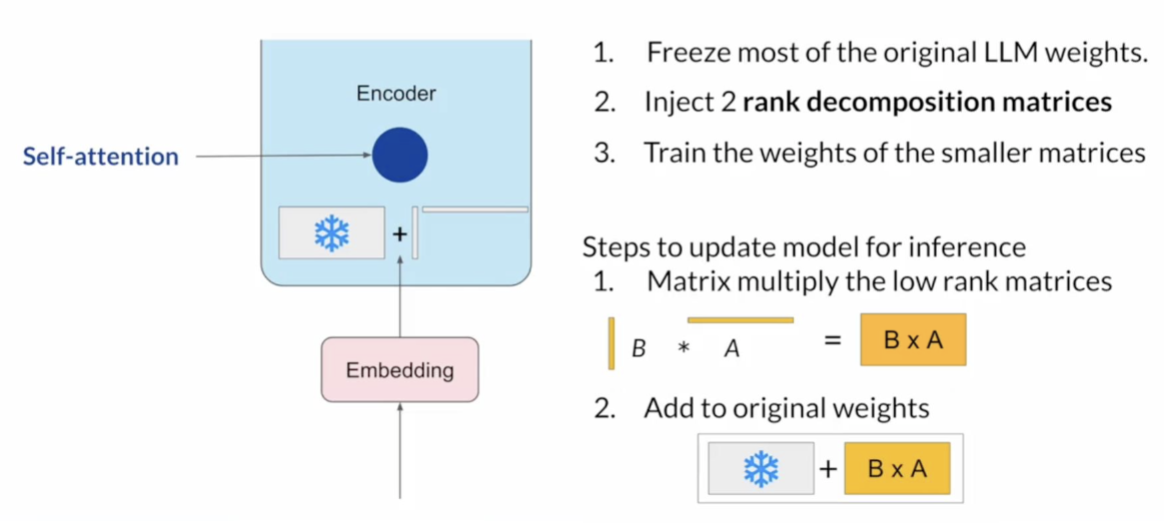 Encoder
Self-attention
+
Embedding
1. Freeze most of the original LLM weights.
2. Inject 2 rank decomposition matrices
3. Train the weights of the smaller matrices
Steps to update model for inference
1. Matrix multiply the low rank matrices
B * A = B x A
2. Add to original weights
+ B x A